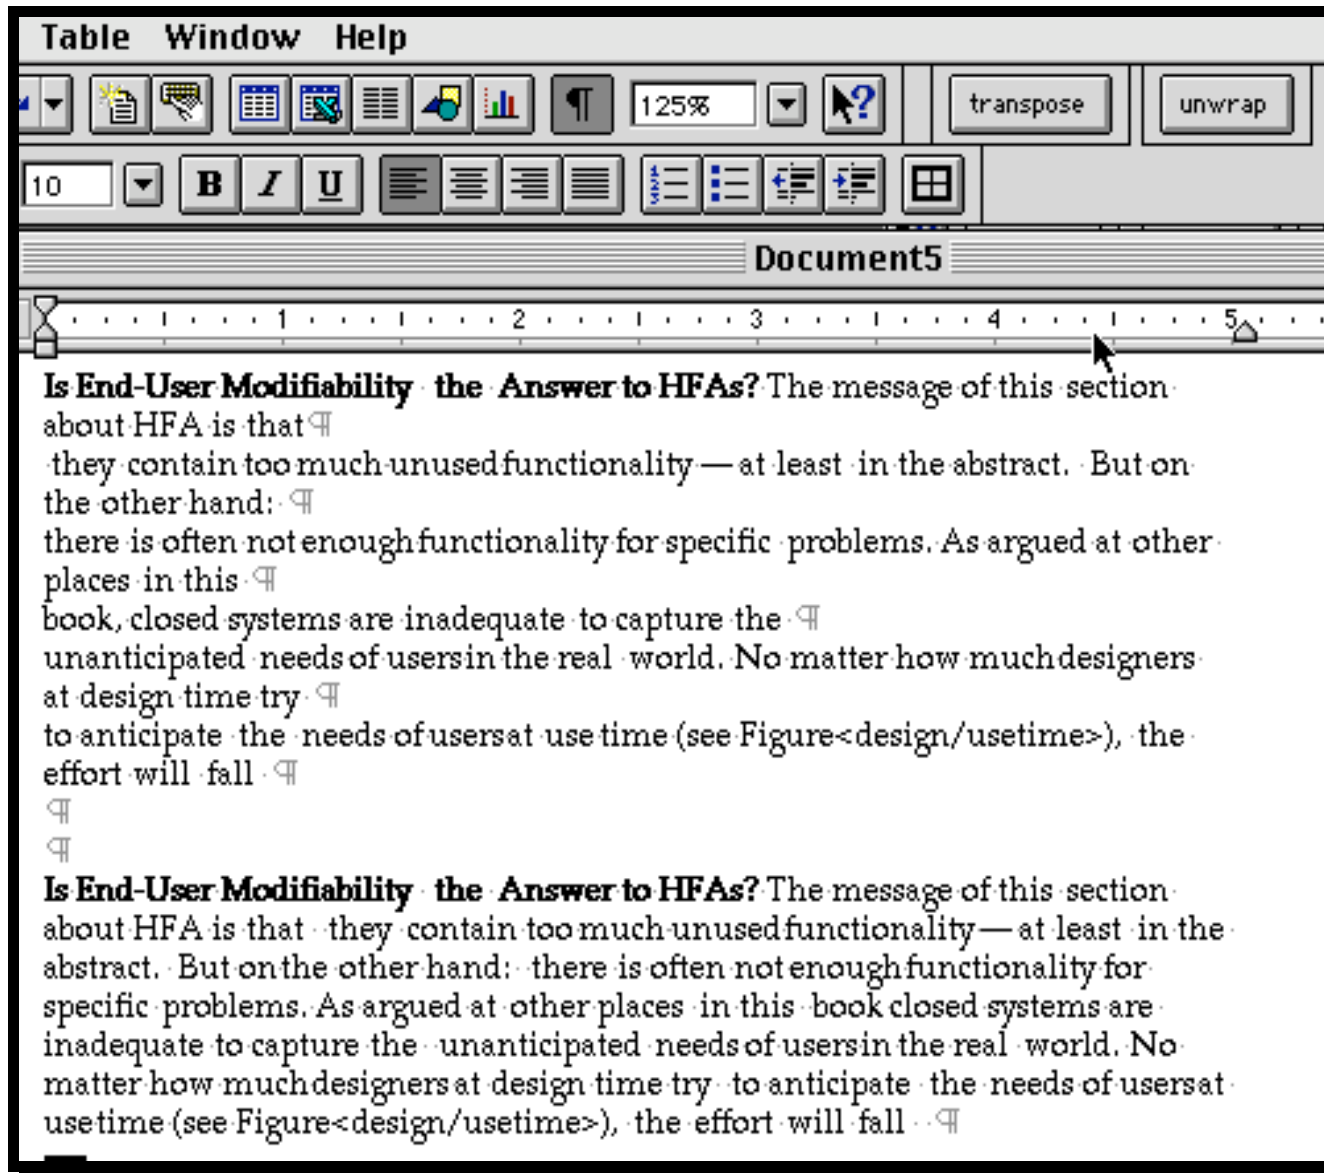 Table Window Help
125% transpose unwrap
10 B I U
Document5
1 2 3 4 5
Is End-User Modifiability the Answer to HFAs? The message of this section
about HFA is that¶
they contain too much unused functionality — at least in the abstract. But on
the other hand: ¶
there is often not enough functionality for specific problems. As argued at other
places in this ¶
book, closed systems are inadequate to capture the ¶
unanticipated needs of users in the real world. No matter how much designers
at design time try ¶
to anticipate the needs of users at use time (see Figure<design/usetime>), the
effort will fall ¶
¶
¶
Is End-User Modifiability the Answer to HFAs? The message of this section
about HFA is that they contain too much unused functionality — at least in the
abstract. But on the other hand: there is often not enough functionality for
specific problems. As argued at other places in this book closed systems are
inadequate to capture the unanticipated needs of users in the real world. No
matter how much designers at design time try to anticipate the needs of users at
use time (see Figure<design/usetime>), the effort will fall ¶